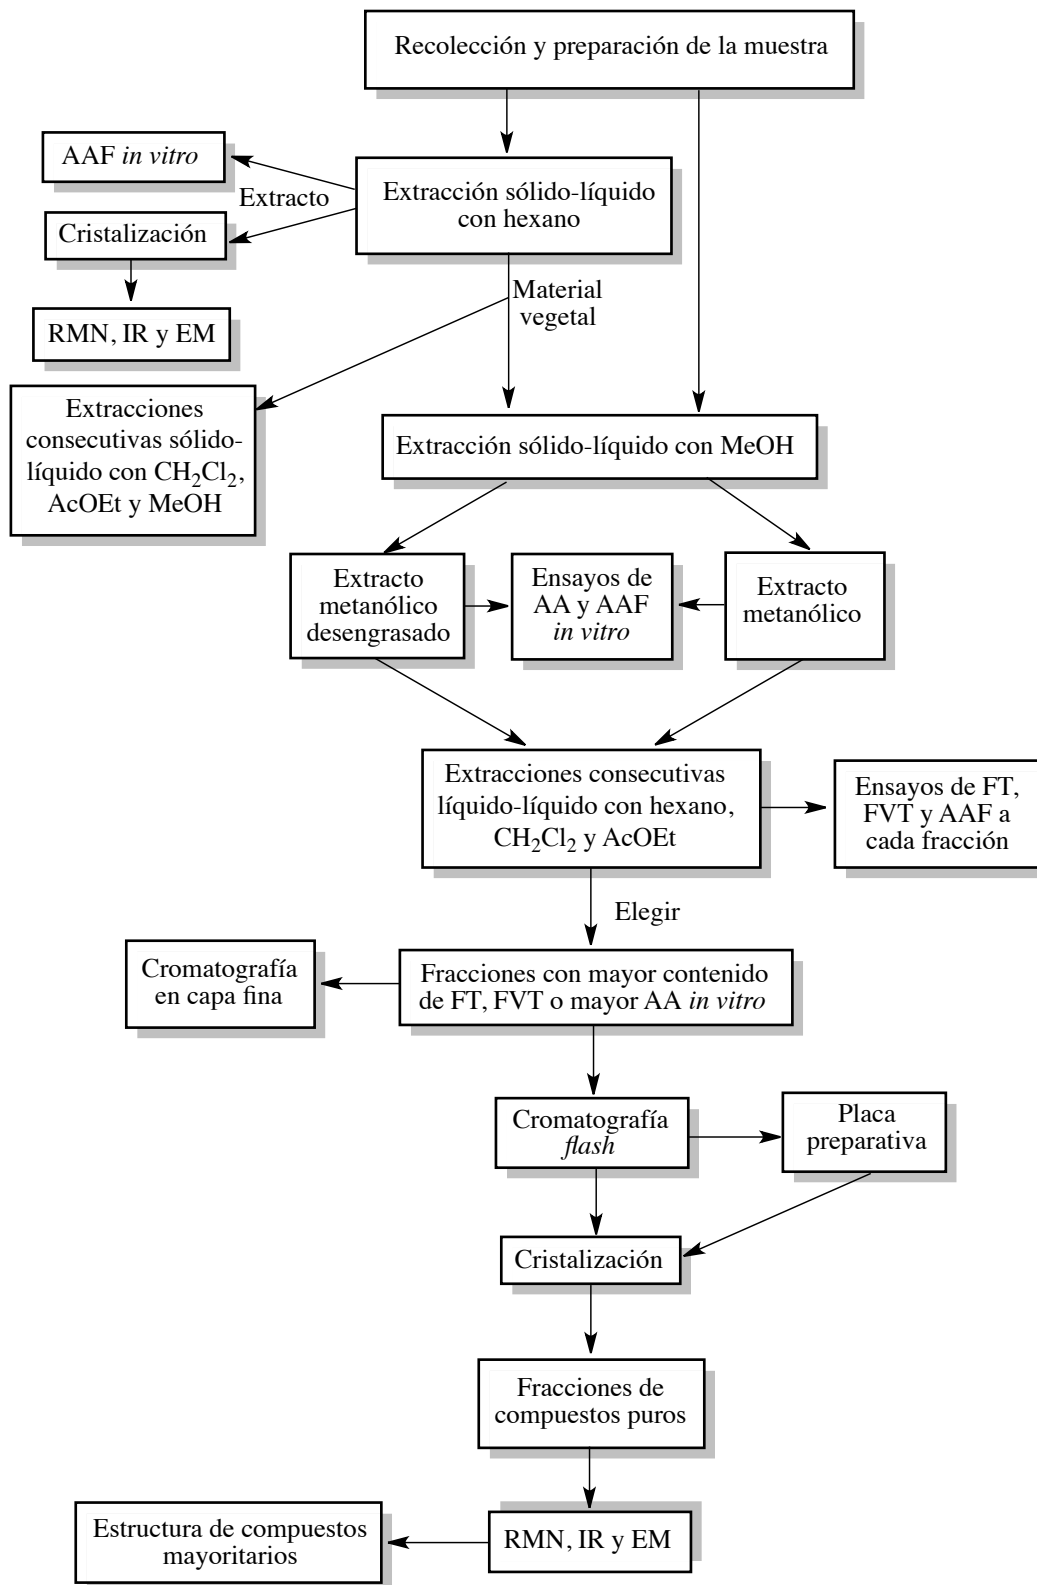 Recolección y preparación de la muestra
AAF in vitro
Extracto
Extracción sólido-líquido
con hexano
Cristalización
RMN, IR y EM
Material
vegetal
Extracciones
consecutivas sólido-
líquido con CH₂Cl₂,
AcOEt y MeOH
Extracción sólido-líquido con MeOH
Extracto
metanólico
desengrasado
Ensayos de
AA y AAF
in vitro
Extracto
metanólico
Extracciones consecutivas
líquido-líquido con hexano,
CH₂Cl₂ y AcOEt
Ensayos de FT,
FVT y AAF a
cada fracción
Elegir
Cromatografía
en capa fina
Fracciones con mayor contenido
de FT, FVT o mayor AA in vitro
Cromatografía
flash
Placa
preparativa
Cristalización
Fracciones de
compuestos puros
Estructura de compuestos
mayoritarios
RMN, IR y EM